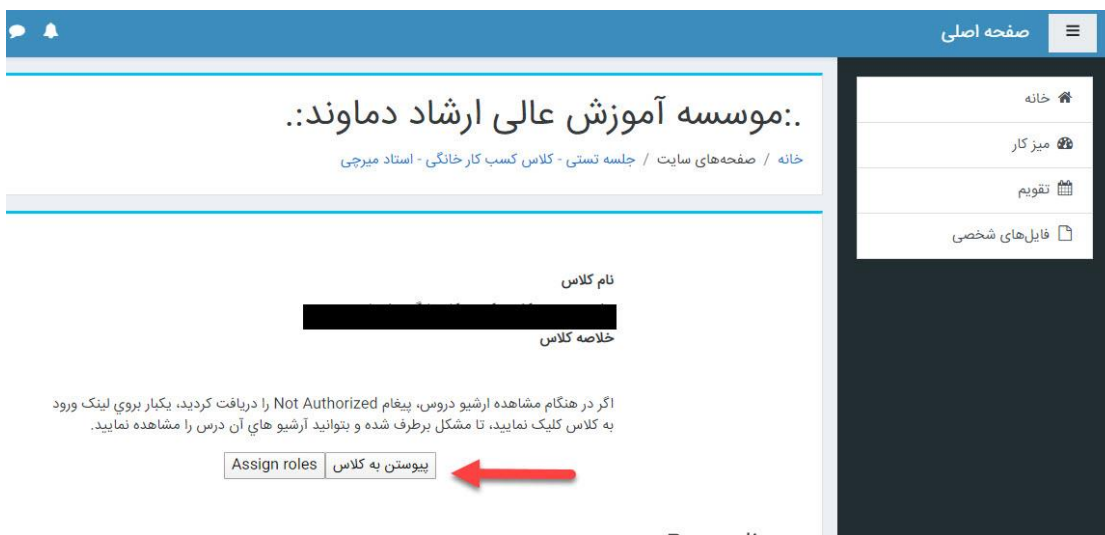 صفحه اصلی
خانه
میز کار
تقویم
فایل‌های شخصی
.:موسسه آموزش عالی ارشاد دماوند:.
خانه / صفحه‌های سایت / جلسه تستی - کلاس کسب کار خانگی - استاد میرچی
نام کلاس
خلاصه کلاس
اگر در هنگام مشاهده ارشیو دروس، پیغام Not Authorized را دریافت کردید، یکبار بروي لینک ورود
به کلاس کلیک نمایید، تا مشکل برطرف شده و بتوانید آرشیو هاي آن درس را مشاهده نمایید.
پیوستن به کلاس Assign roles